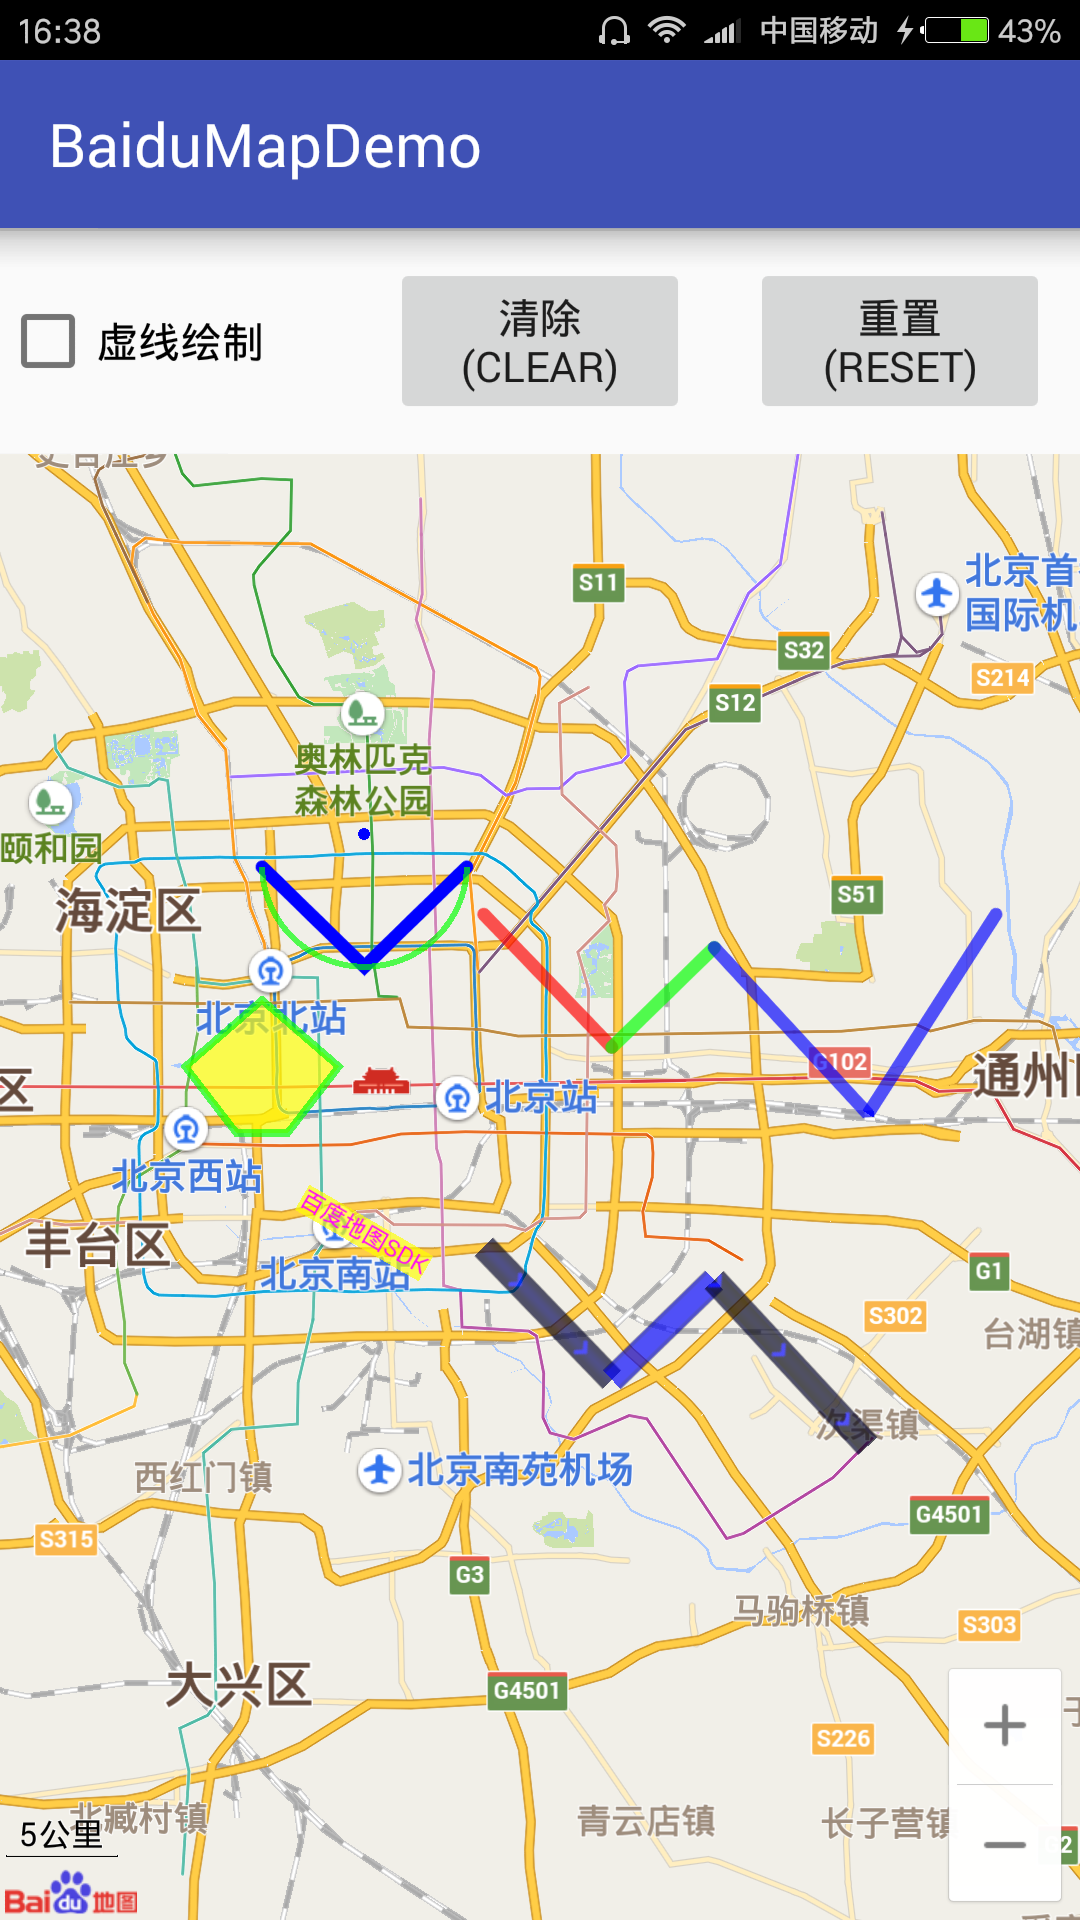 16:38
中国移动
43%
BaiduMapDemo
虚线绘制
清除
(CLEAR)
重置
(RESET)
S11
北京首
国际机
S32
S214
S12
奥林匹克
森林公园
颐和园
海淀区
S51
北京北站
G102
通州
区
北京站
北京西站
百度地图SDK
丰台区
北京南站
G1
S302
台湖镇
次渠镇
北京南苑机场
西红门镇
G4501
S315
G3
马驹桥镇
S303
大兴区
G4501
S226
北臧村镇
青云店镇
长子营镇
5公里
Baidu地图